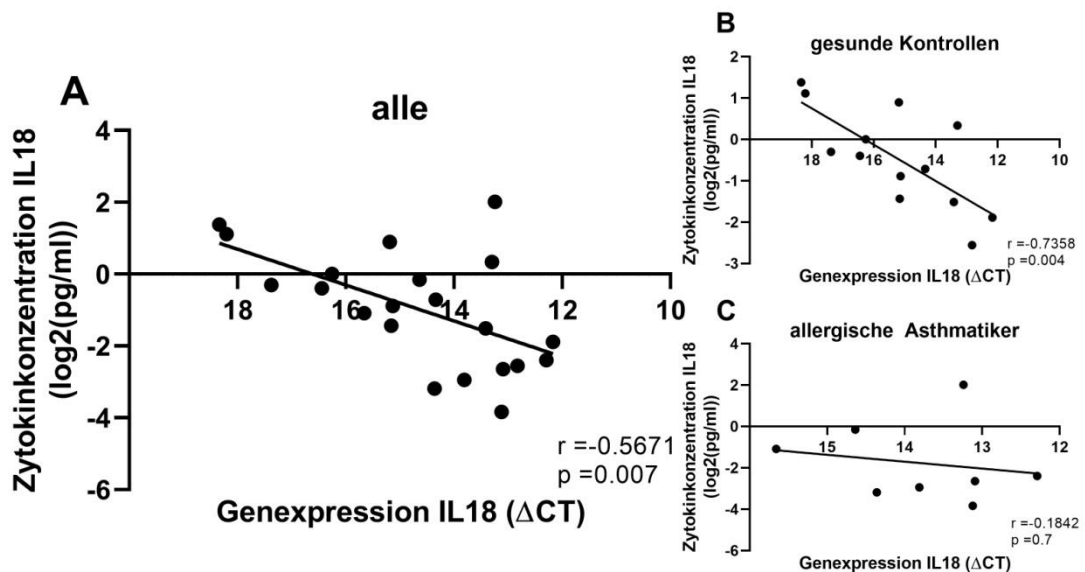 A
alle
Zytokinkonzentration IL18
(log2(pg/ml))
4
2
0
-2
-4
-6
18
16
14
12
10
r =-0.5671
p =0.007
Genexpression IL18 (ΔCT)
B
gesunde Kontrollen
Zytokinkonzentration IL18
(log2(pg/ml))
2
1
0
-1
-2
-3
18
16
14
12
10
r =-0.7358
p =0.004
Genexpression IL18 (ΔCT)
C
allergische Asthmatiker
Zytokinkonzentration IL18
(log2(pg/ml))
4
2
0
-2
-4
-6
15
14
13
12
r =-0.1842
p =0.7
Genexpression IL18 (ΔCT)